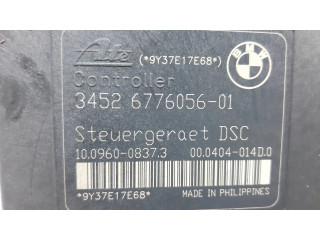 Ate (*9Y37E17E68*) BMW
Controller
3452 6776056-01
Steuergeraet DSC
10.0960-0837.3 00.0404-014D.0
MADE IN PHILIPPINES
*9Y37E17E68*